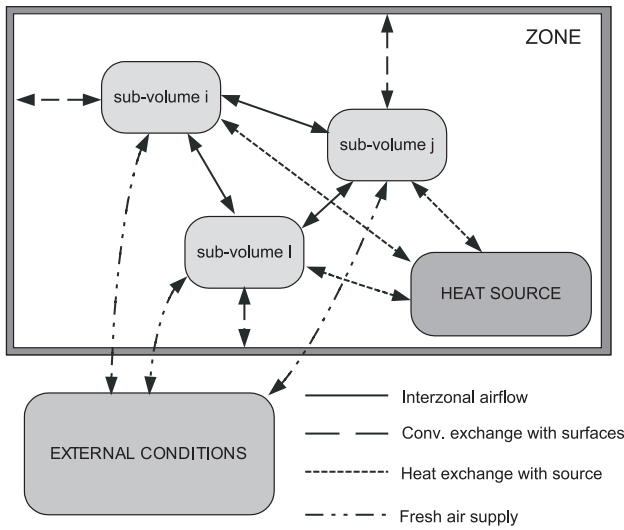 ZONE
sub-volume i
sub-volume j
sub-volume l
HEAT SOURCE
EXTERNAL CONDITIONS
Interzonal airflow
Conv. exchange with surfaces
Heat exchange with source
Fresh air supply